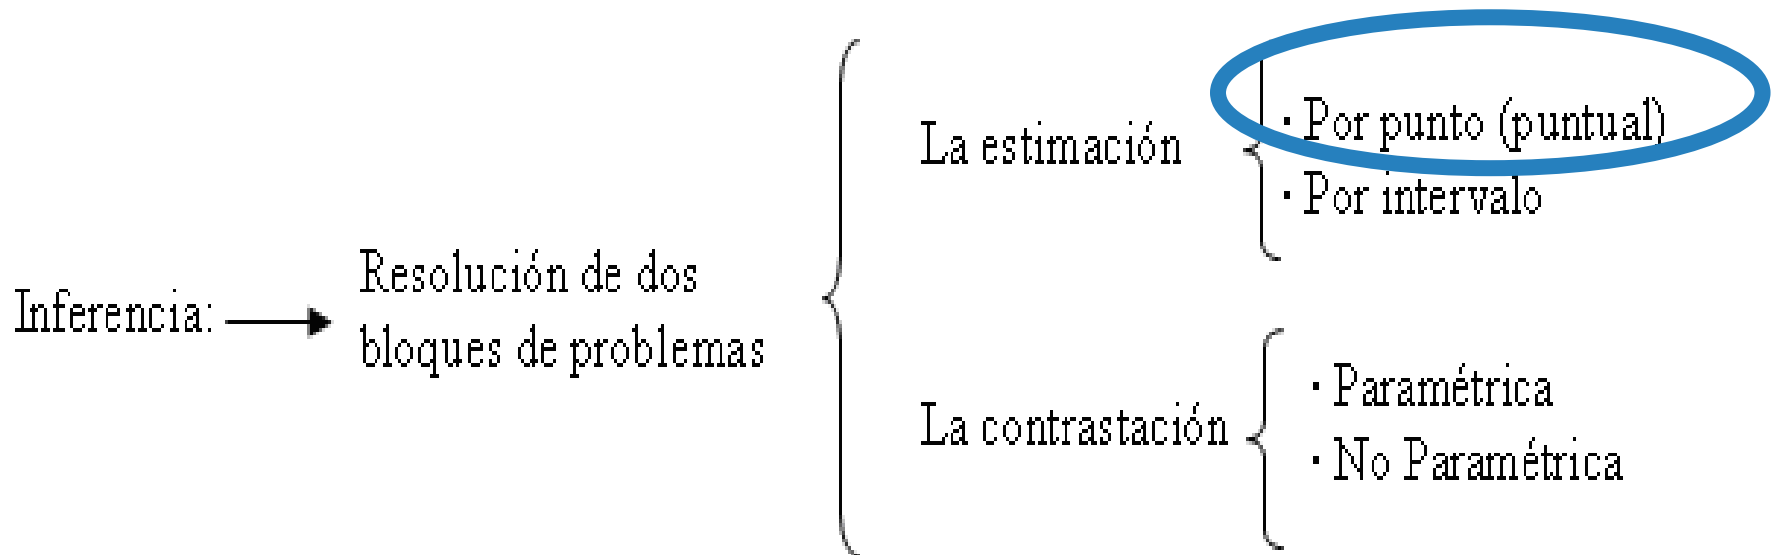 Inferencia:
Resolución de dos
bloques de problemas
La estimación
· Por punto (puntual)
· Por intervalo
La contrastación
· Paramétrica
· No Paramétrica